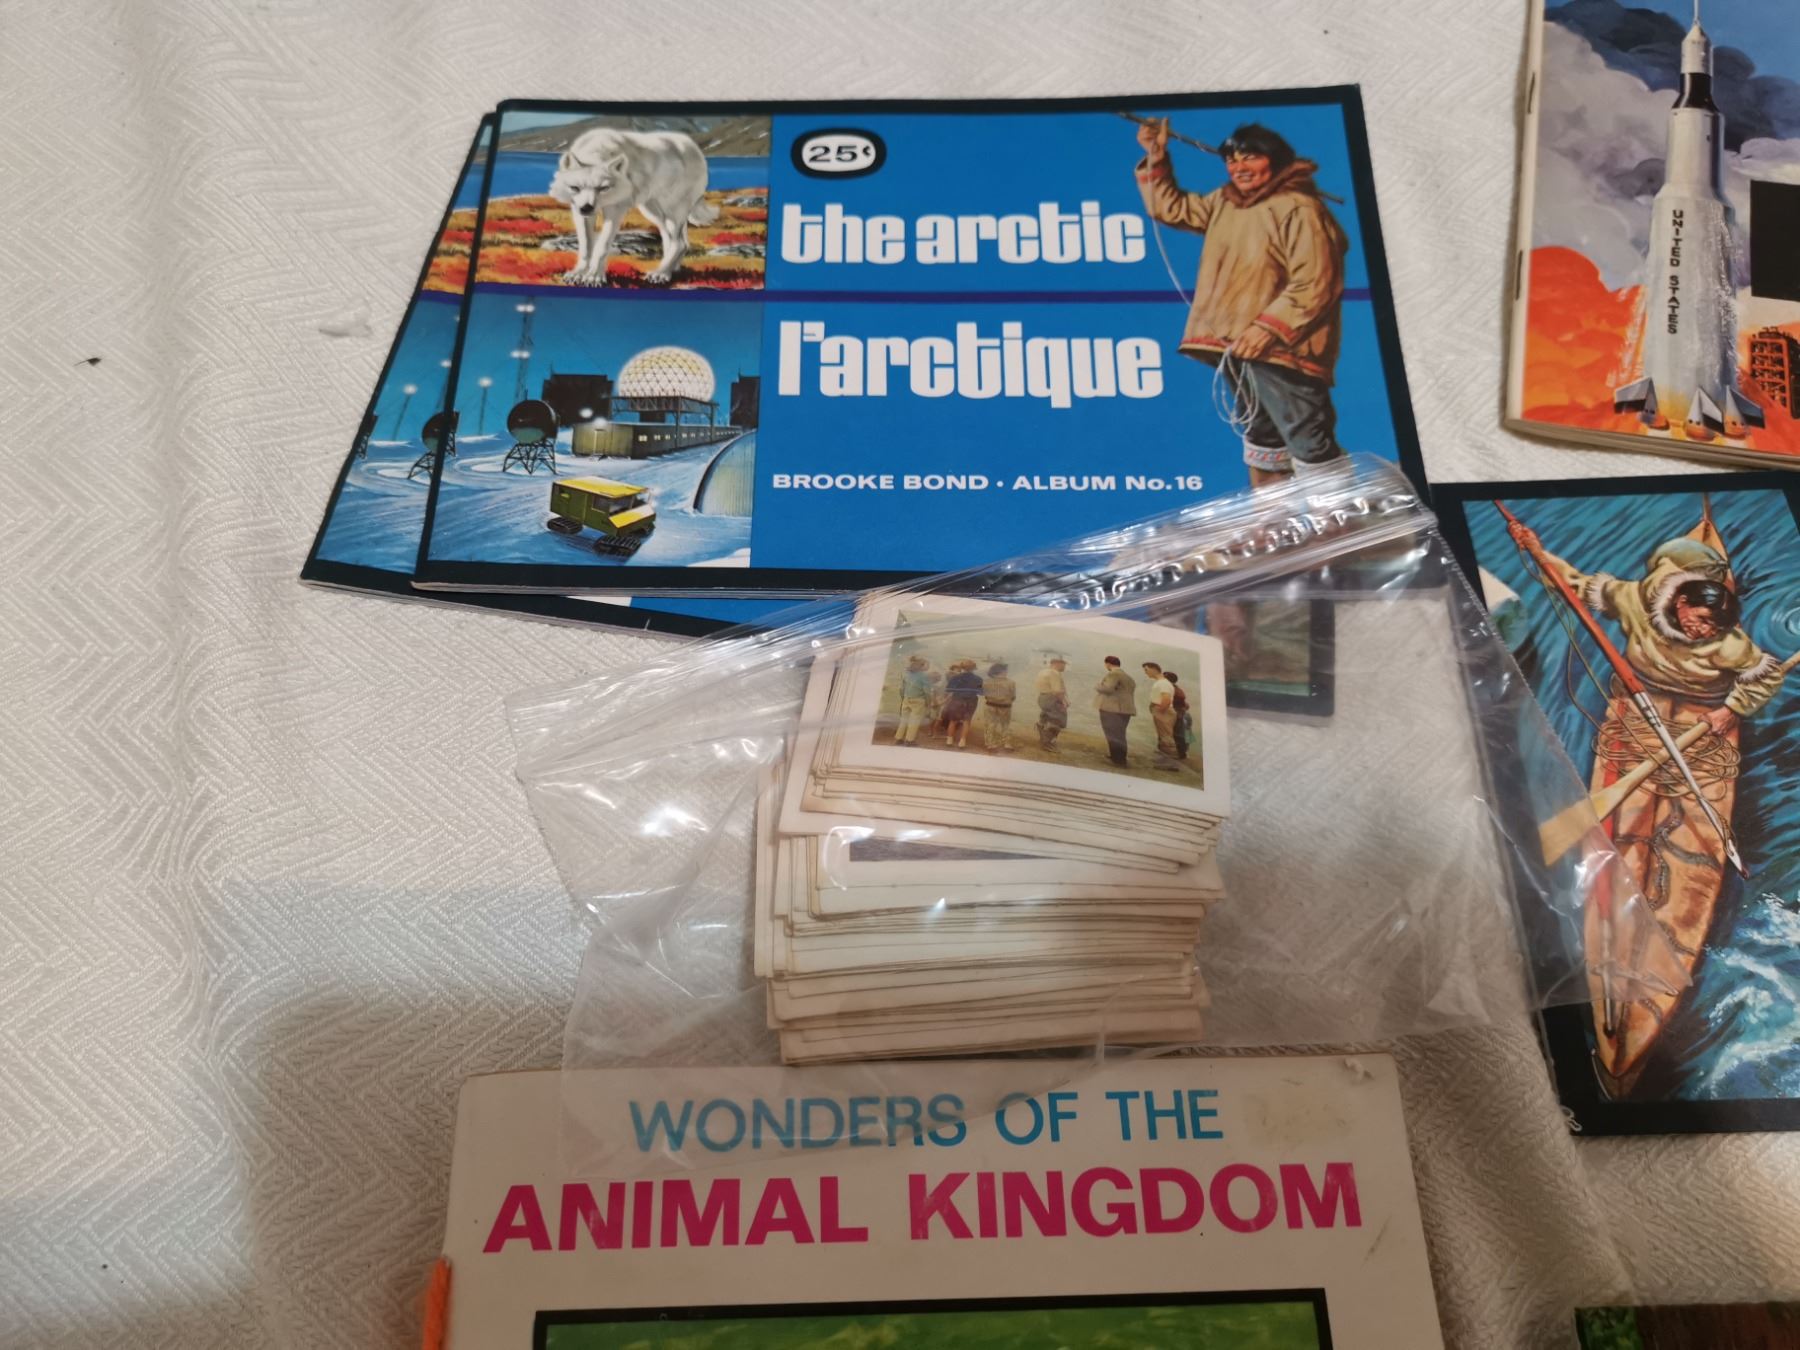 25¢
the arctic
l'arctique
BROOKE BOND • ALBUM No.16
UNITED STATES
WONDERS OF THE
ANIMAL KINGDOM